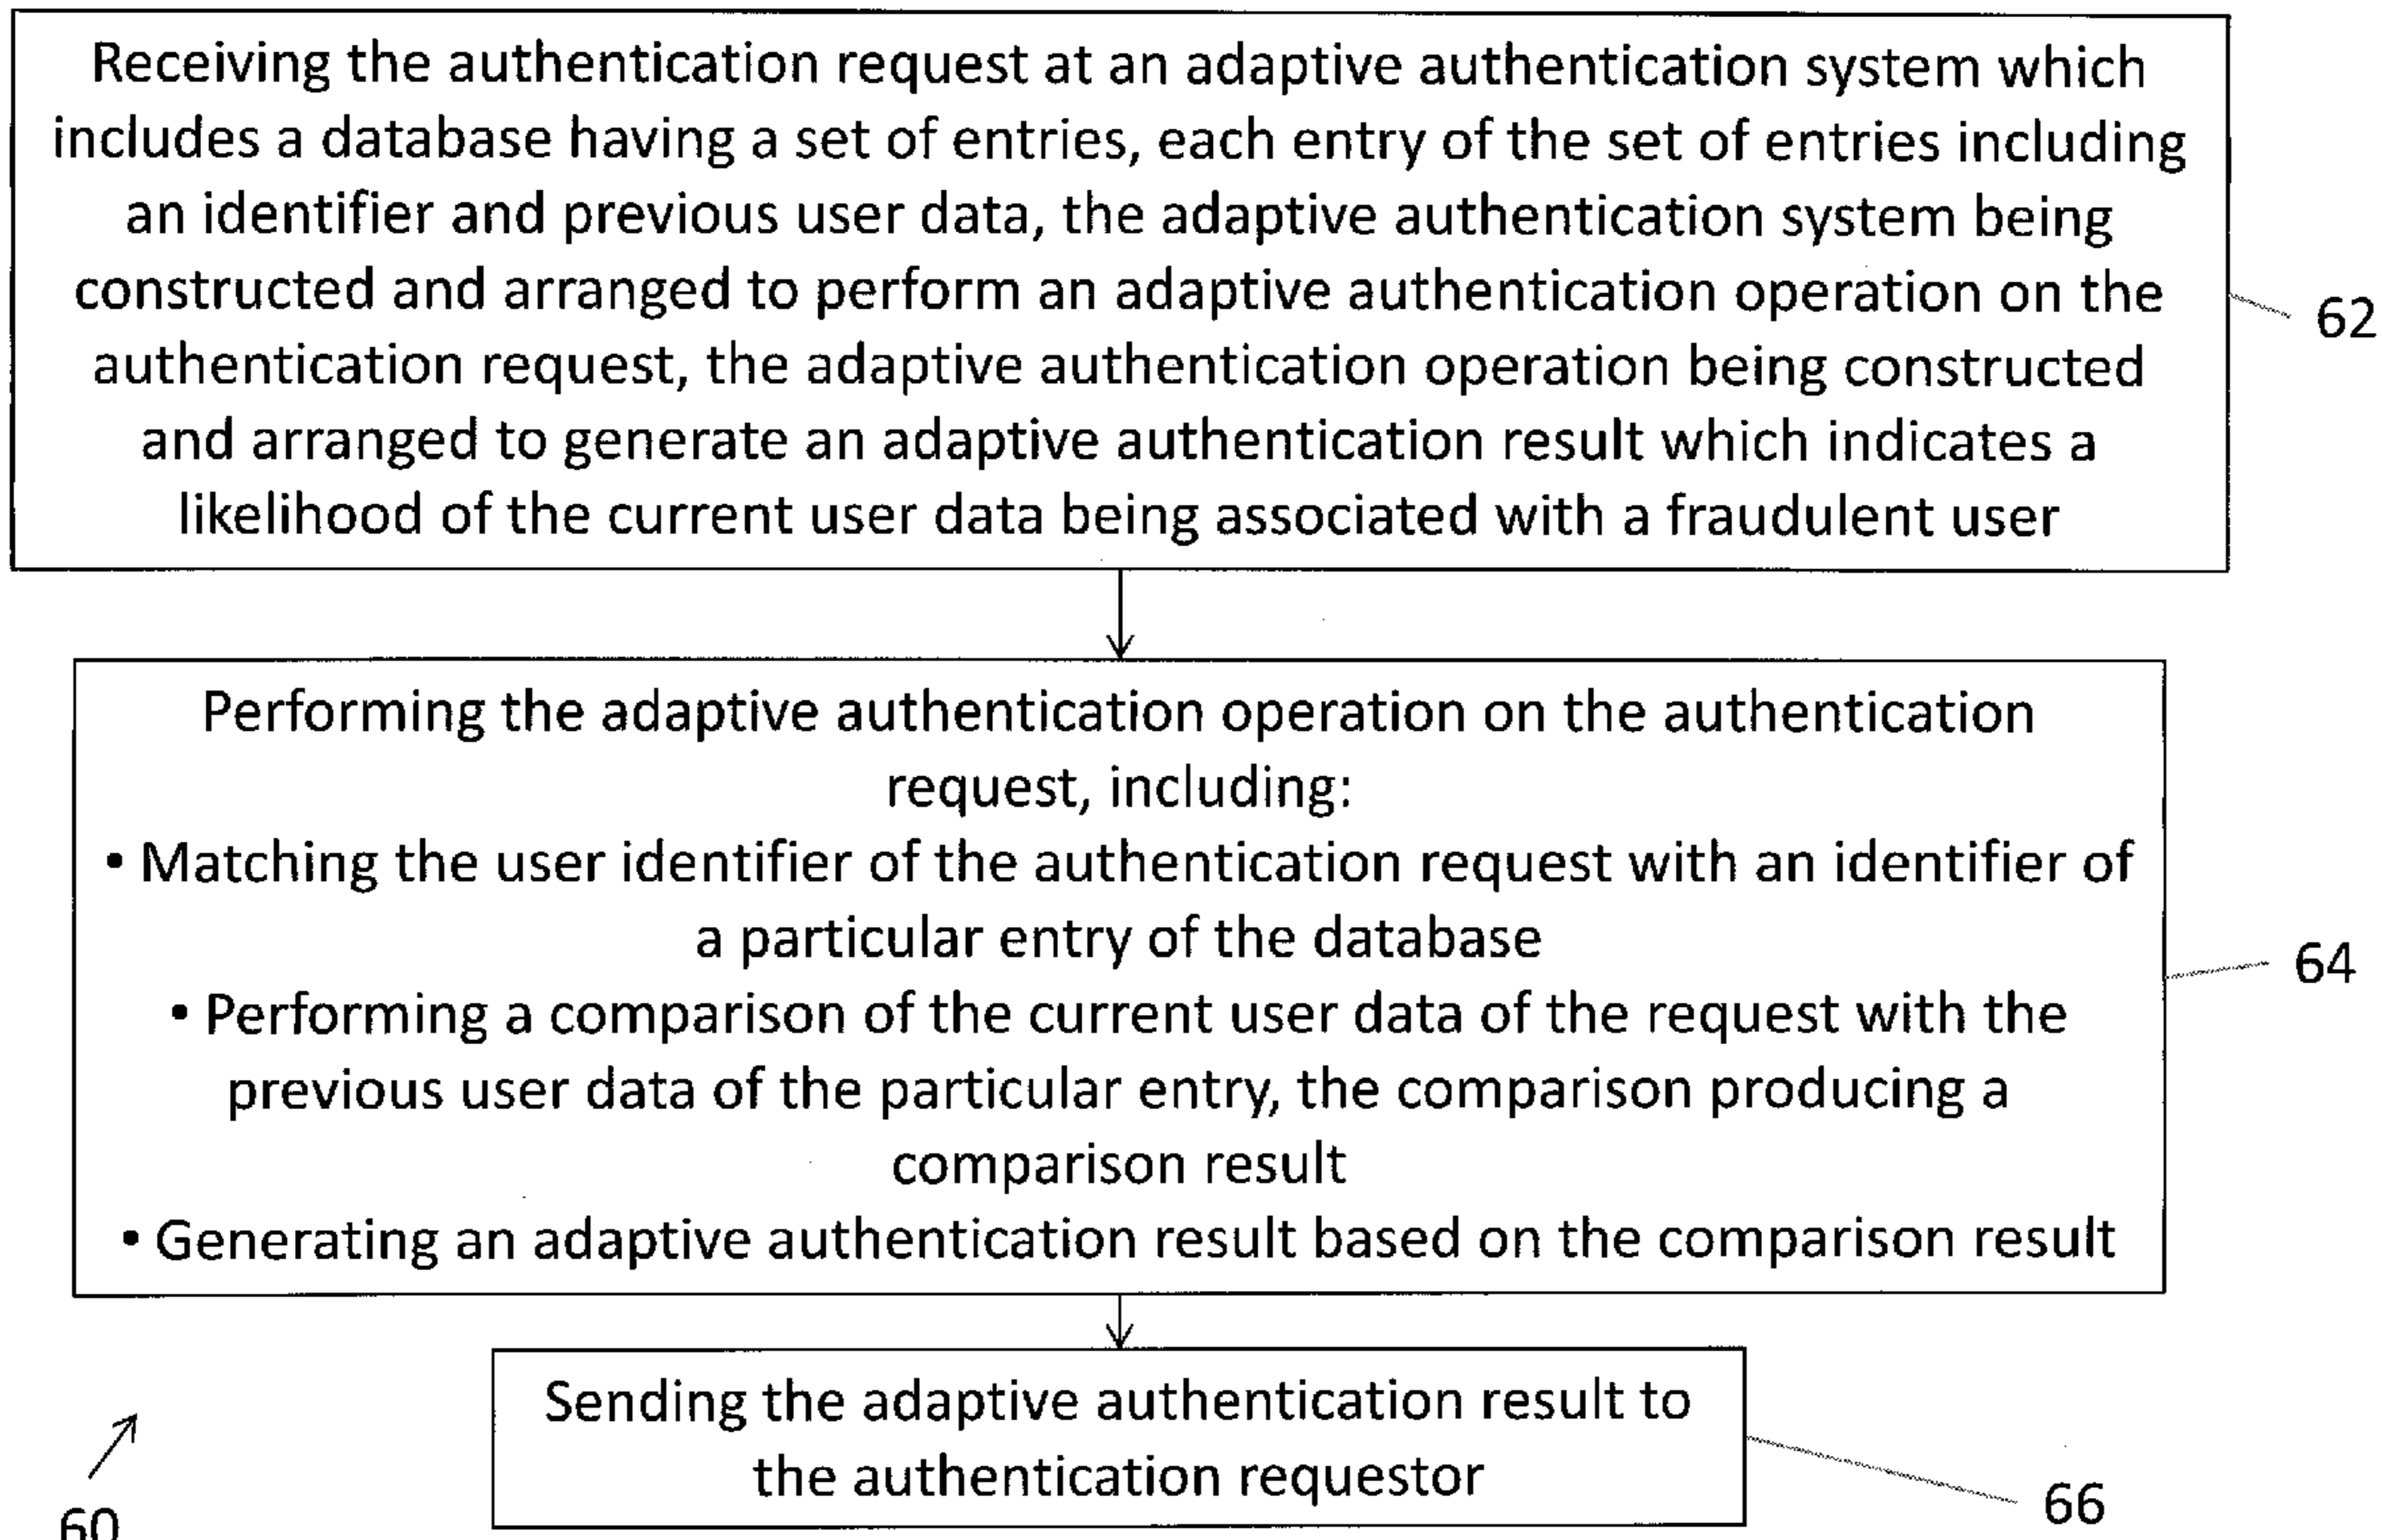 Receiving the authentication request at an adaptive authentication system which
includes a database having a set of entries, each entry of the set of entries including
an identifier and previous user data, the adaptive authentication system being
constructed and arranged to perform an adaptive authentication operation on the
authentication request, the adaptive authentication operation being constructed
and arranged to generate an adaptive authentication result which indicates a
likelihood of the current user data being associated with a fraudulent user
62
Performing the adaptive authentication operation on the authentication
request, including:
• Matching the user identifier of the authentication request with an identifier of
a particular entry of the database
• Performing a comparison of the current user data of the request with the
previous user data of the particular entry, the comparison producing a
comparison result
• Generating an adaptive authentication result based on the comparison result
64
Sending the adaptive authentication result to
the authentication requestor
66
60